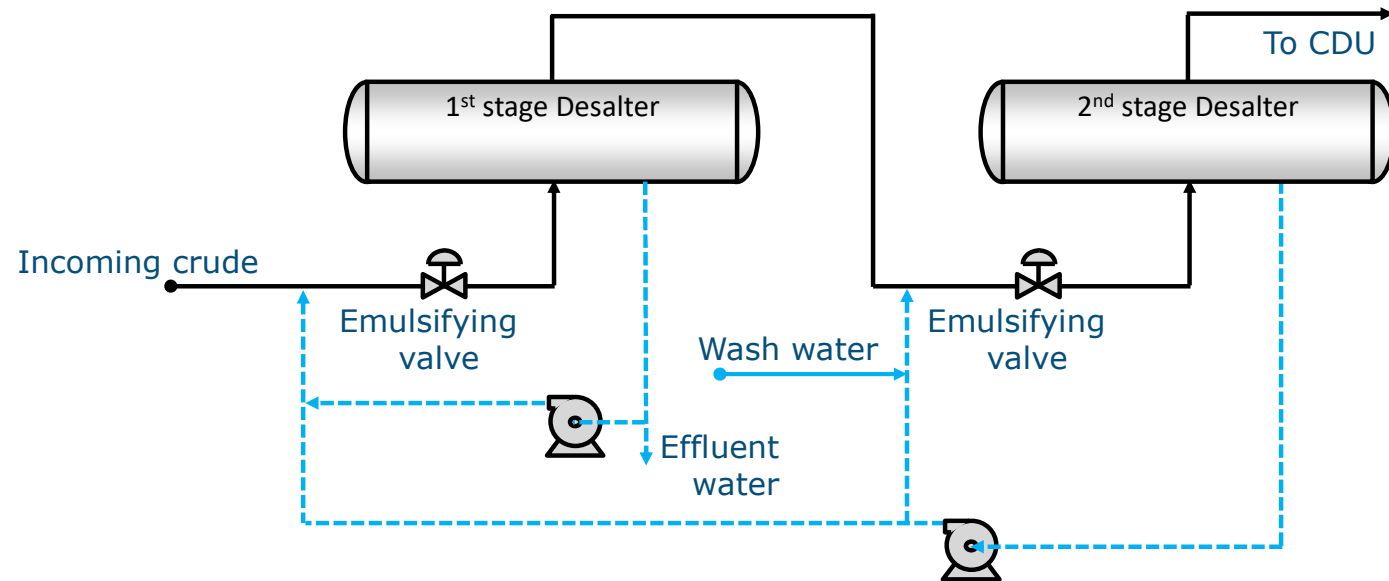 To CDU
1st stage Desalter
2nd stage Desalter
Incoming crude
Emulsifying
valve
Wash water
Emulsifying
valve
Effluent
water